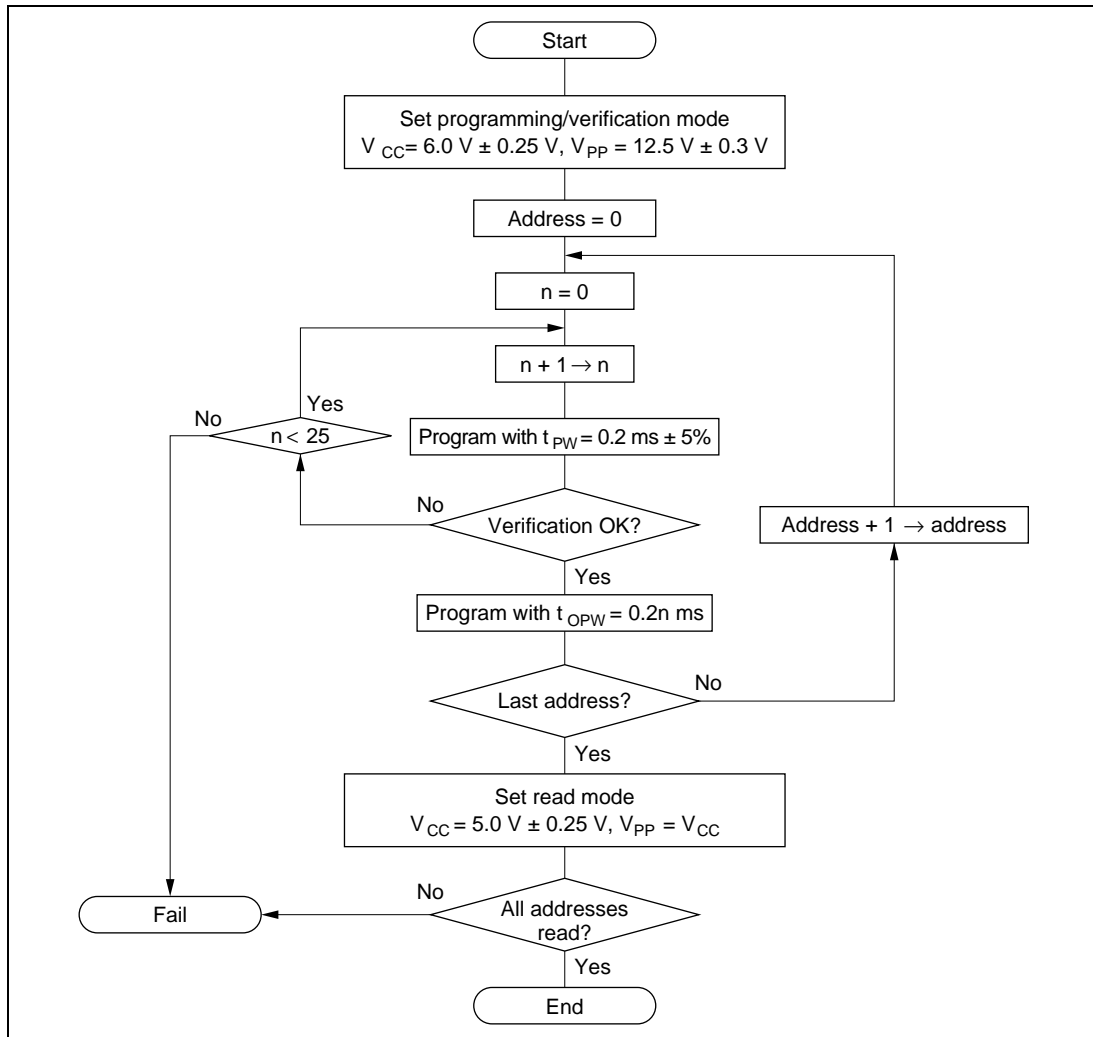 Start
Set programming/verification mode
V CC= 6.0 V ± 0.25 V, V PP = 12.5 V ± 0.3 V
Address = 0
n = 0
n + 1 → n
No
Yes
n < 25
Program with t PW = 0.2 ms ± 5%
No
Verification OK?
Address + 1 → address
Yes
Program with t OPW = 0.2n ms
Last address?
No
Yes
Set read mode
V CC = 5.0 V ± 0.25 V, V PP = V CC
No
Fail
All addresses
read?
Yes
End